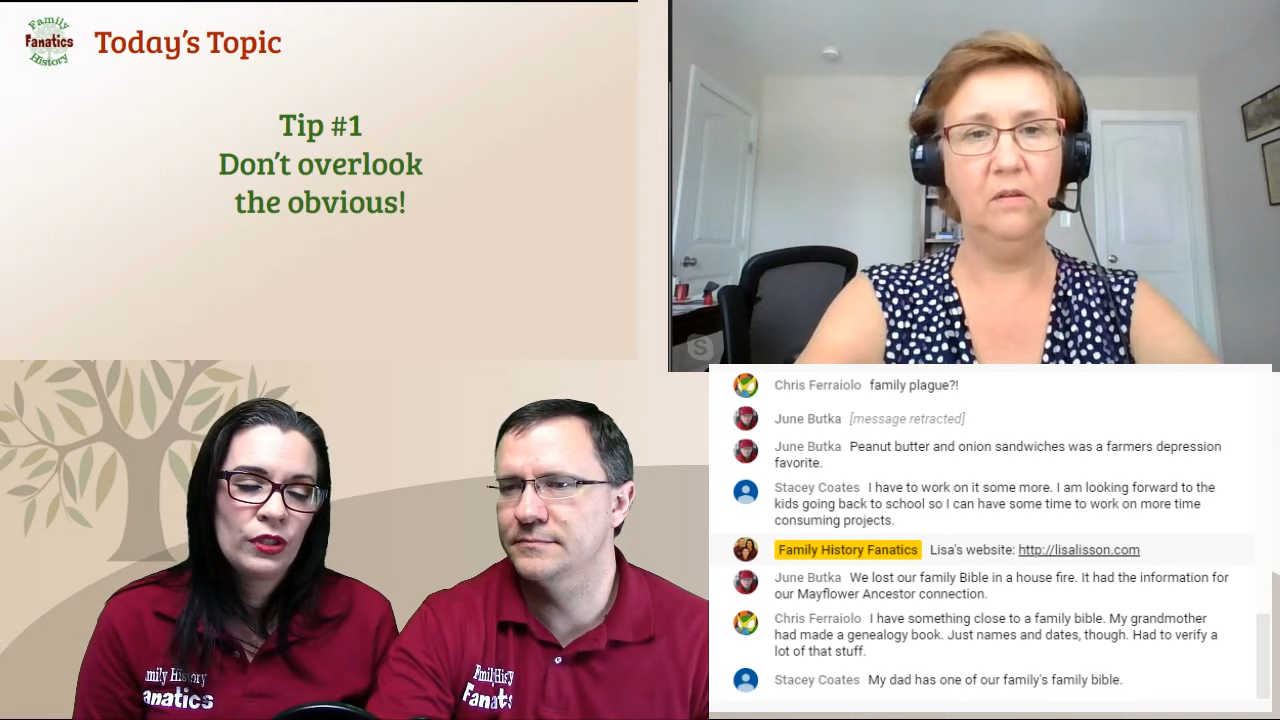 Family
Fanatics
History
Today's Topic
Tip #1
Don't overlook
the obvious!
S
Chris Ferraiolo family plague?!
June Butka [message retracted]
June Butka Peanut butter and onion sandwiches was a farmers depression
favorite.
Stacey Coates I have to work on it some more. I am looking forward to the
kids going back to school so I can have some time to work on more time
consuming projects.
Family History Fanatics Lisa's website: http://lisalisson.com
June Butka We lost our family Bible in a house fire. It had the information for
our Mayflower Ancestor connection.
Chris Ferraiolo I have something close to a family bible. My grandmother
had made a genealogy book. Just names and dates, though. Had to verify a
lot of that stuff.
Stacey Coates My dad has one of our family's family bible.
amily History
anatics
Fanat